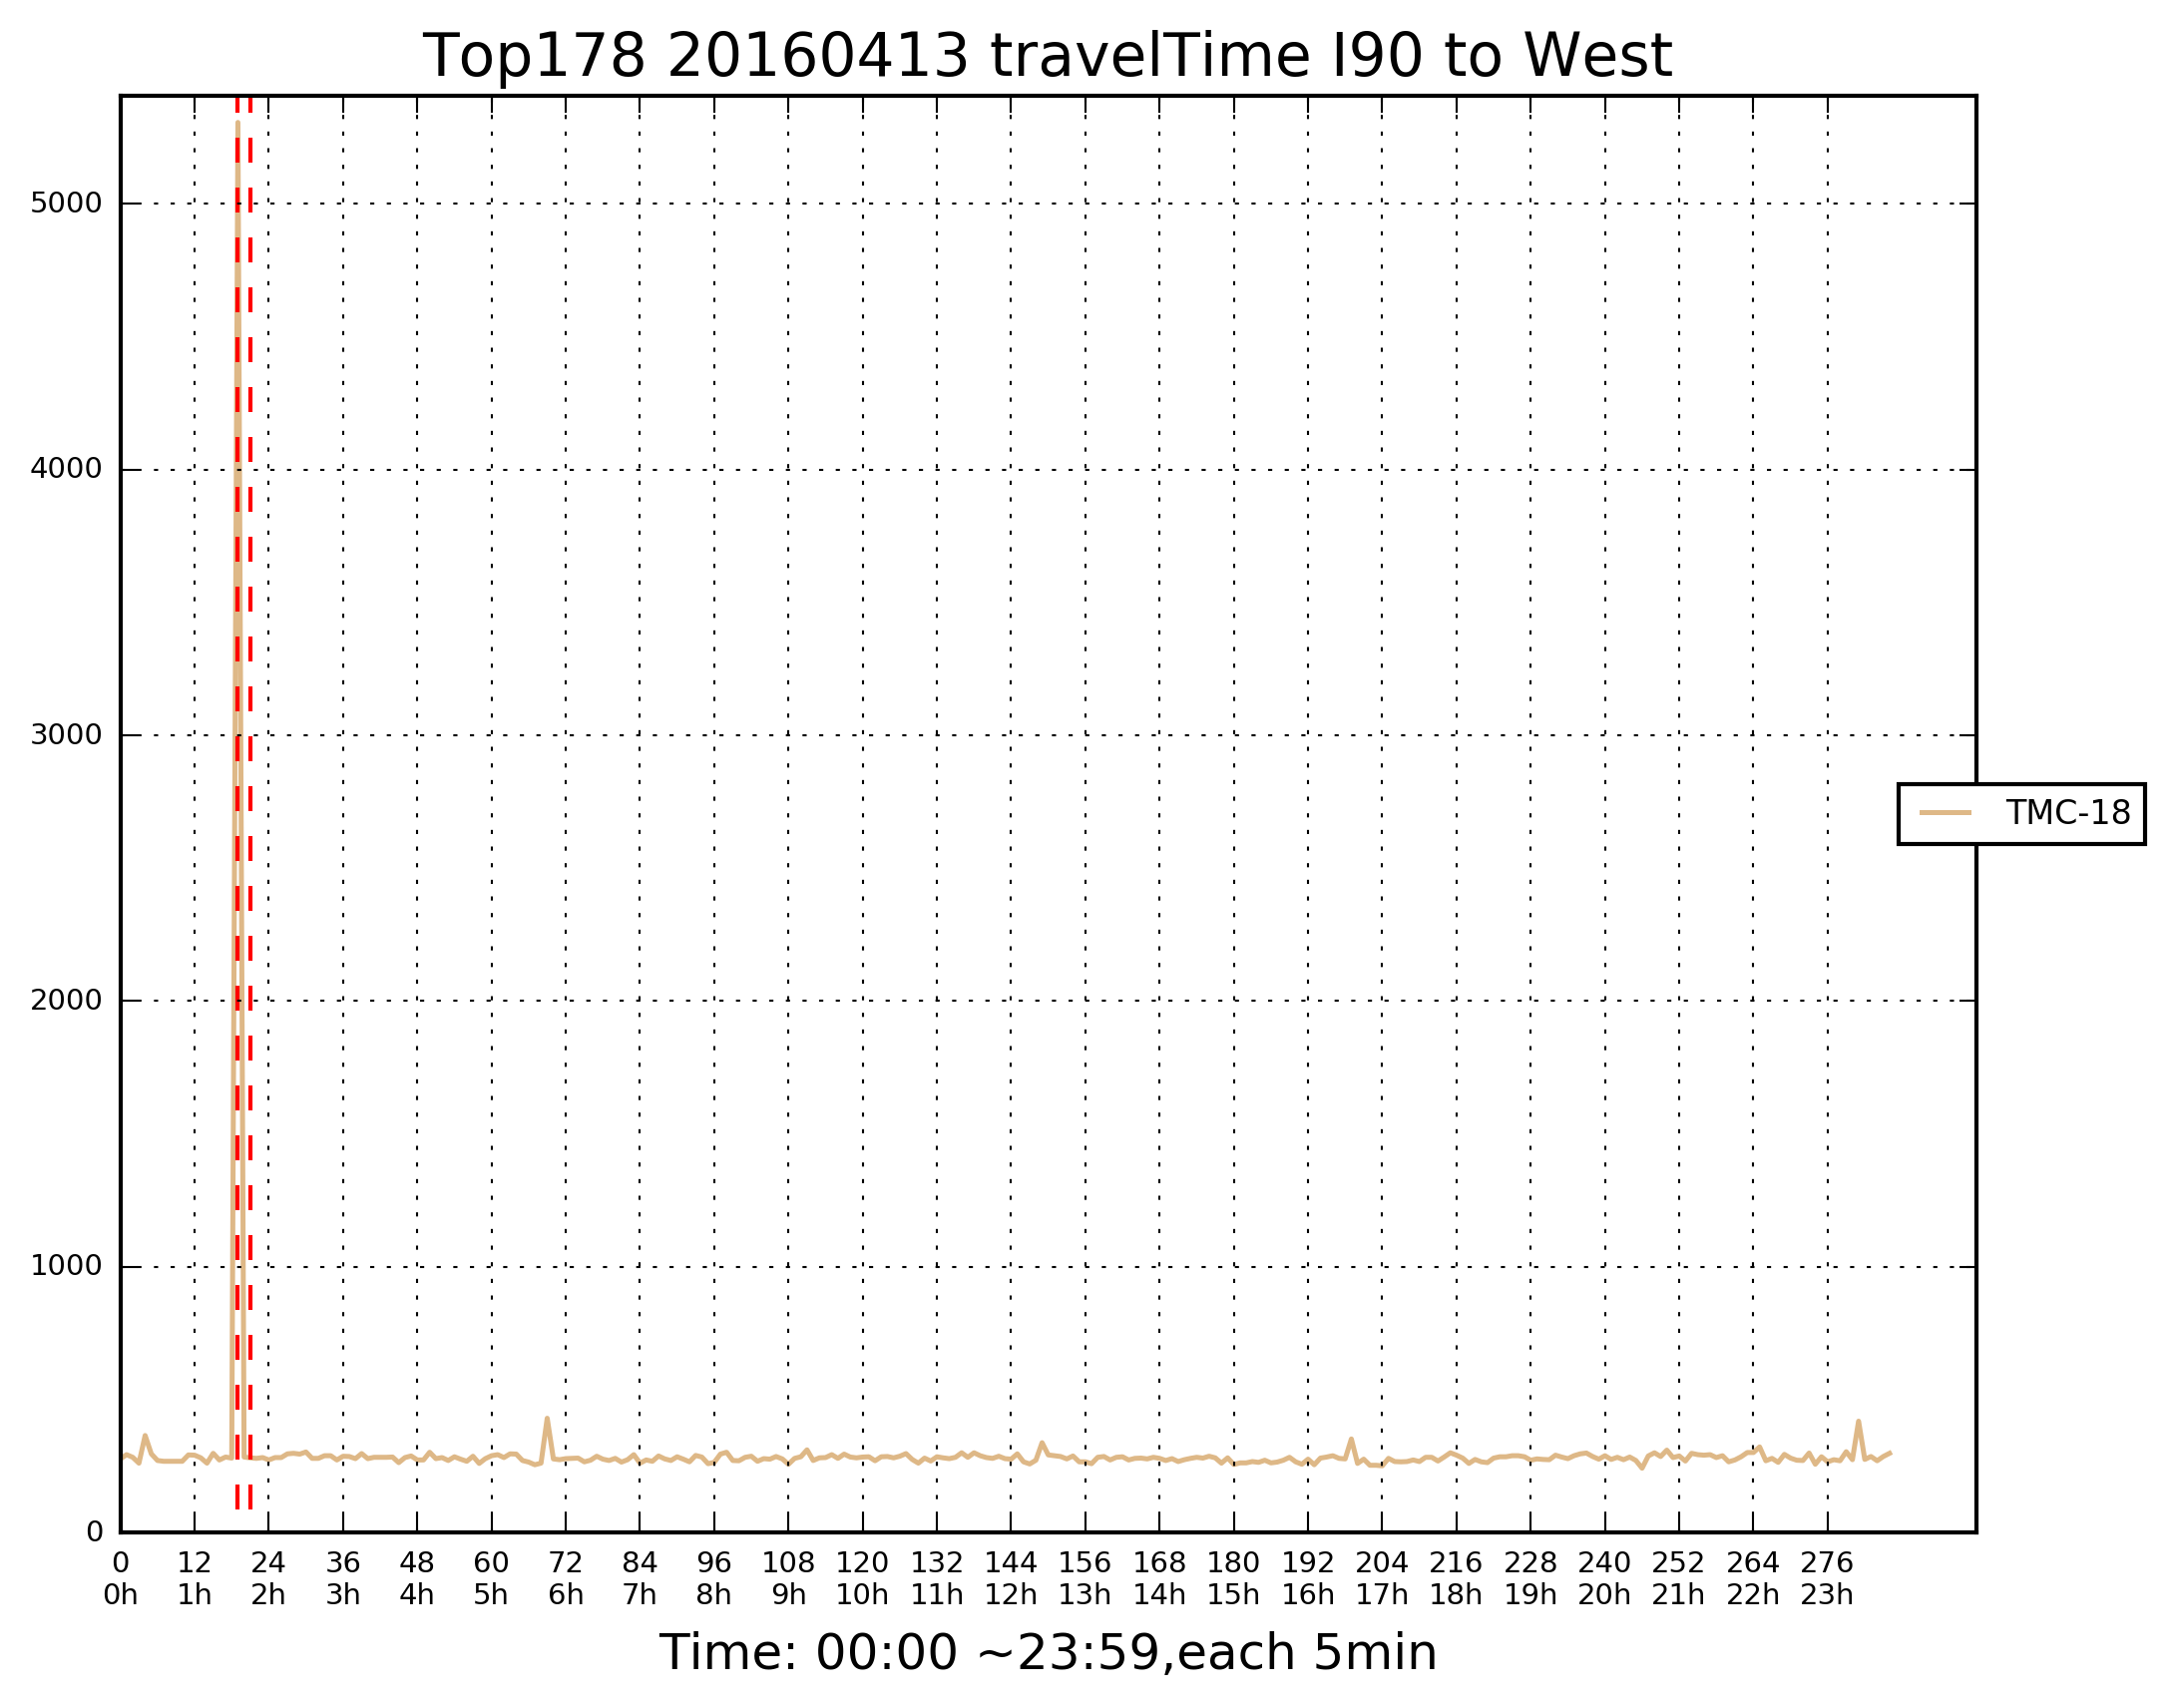 Top178 20160413 travelTime I90 to West
5000
4000
3000
2000
1000
0
TMC-18
0 12 24 36 48 60 72 84 96 108 120 132 144 156 168 180 192 204 216 228 240 252 264 276
0h 1h 2h 3h 4h 5h 6h 7h 8h 9h 10h 11h 12h 13h 14h 15h 16h 17h 18h 19h 20h 21h 22h 23h
Time: 00:00 ~23:59,each 5min